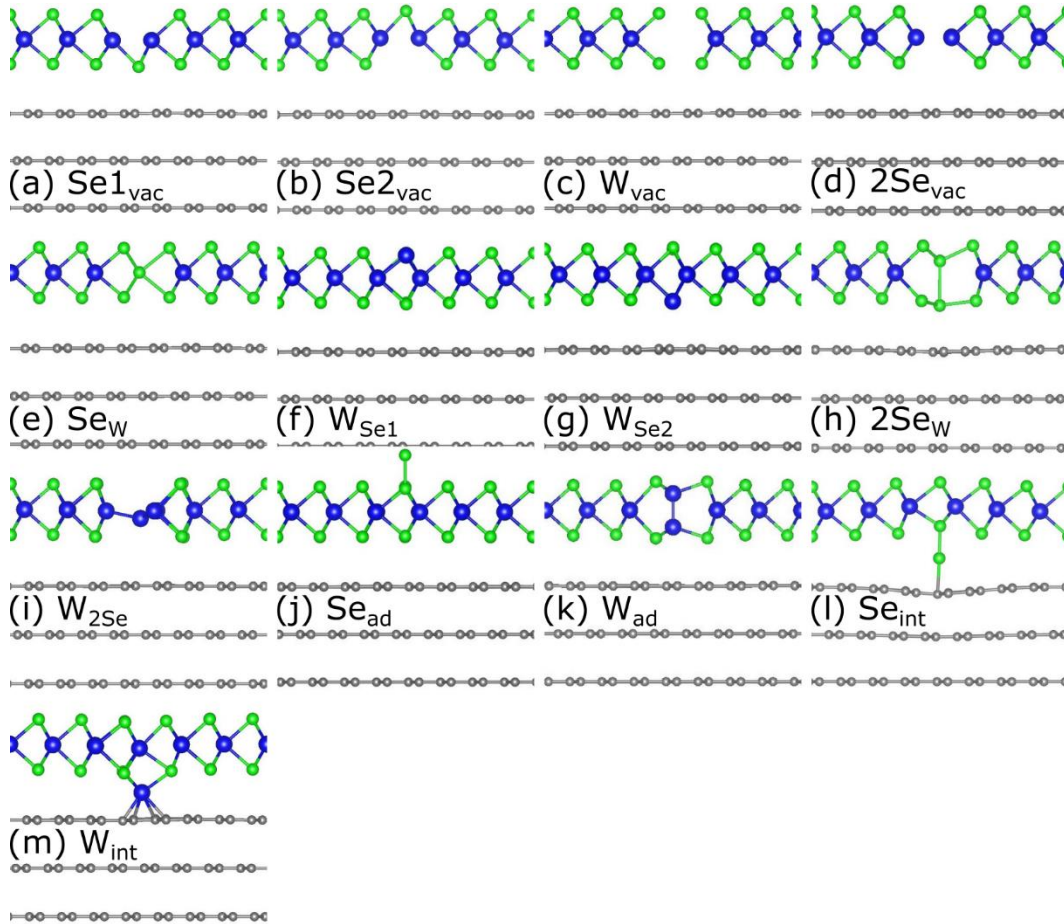 (a) Se1vac
(b) Se2vac
(c) Wvac
(d) 2Sevac
(e) SeW
(f) WSe1
(g) WSe2
(h) 2SeW
(i) W2Se
(j) Sead
(k) Wad
(l) Seint
(m) Wint